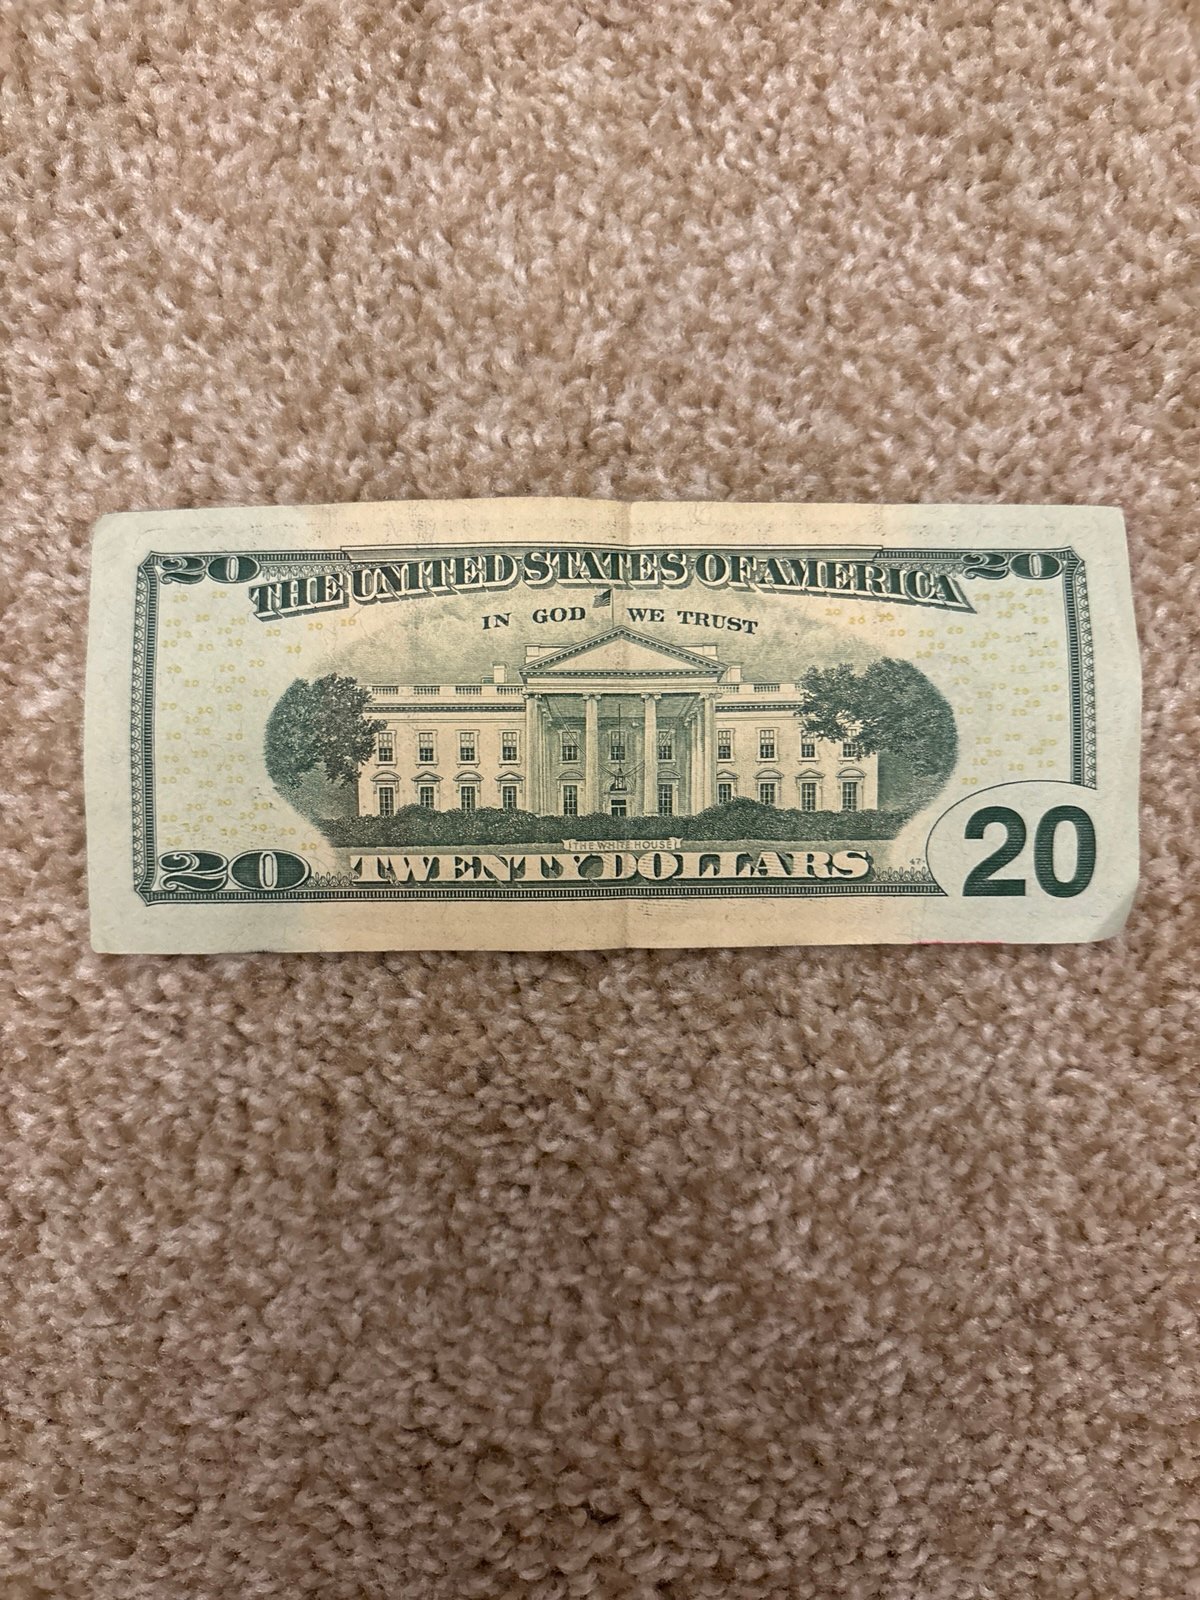 20 THE UNITED STATES OF AMERICA 20
IN GOD WE TRUST
THE WHITE HOUSE
20 TWENTY DOLLARS 20